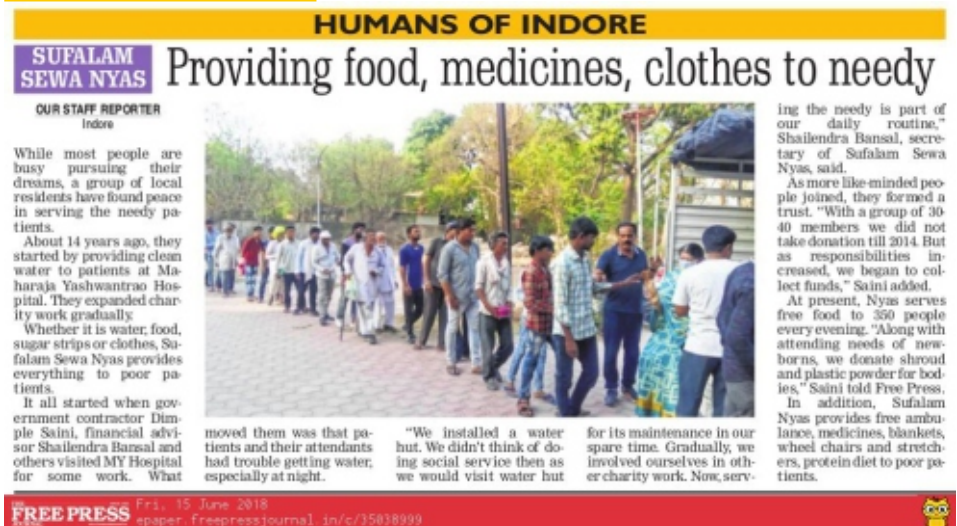 HUMANS OF INDORE
SUFALAM
SEWA NYAS
Providing food, medicines, clothes to needy
OUR STAFF REPORTER
Indore
While most people are
busy pursuing their
dreams, a group of local
residents have found peace
in serving the needy pa-
tients.
About 14 years ago, they
started by providing clean
water to patients at Ma-
haraja Yashwantrao Hos-
pital. They expanded char-
ity work gradually.
Whether it is water, food,
sugar strips or clothes, Su-
falam Sewa Nyas provides
everything to poor pa-
tients.
It all started when gov-
ernment contractor Dim-
ple Saini, financial advi-
sor Shailendra Bansal and
others visited MY Hospital
for some work. What
moved them was that pa-
tients and their attendants
had trouble getting water,
especially at night.
"We installed a water
hut. We didn't think of do-
ing social service then as
we would visit water hut
for its maintenance in our
spare time. Gradually, we
involved ourselves in oth-
er charity work. Now, serv-
ing the needy is part of
our daily routine,"
Shailendra Bansal, secre-
tary of Sufalam Sewa
Nyas, said.
As more like-minded peo-
ple joined, they formed a
trust. "With a group of 30-
40 members we did not
take donation till 2014. But
as responsibilities in-
creased, we began to col-
lect funds," Saini added.
At present, Nyas serves
free food to 350 people
every evening. "Along with
attending needs of new-
borns, we donate shroud
and plastic powder for bod-
ies," Saini told Free Press.
In addition, Sufalam
Nyas provides free ambu-
lance, medicines, blankets,
wheel chairs and stretch-
ers, protein diet to poor pa-
tients.
FREE PRESS
Fri, 15 June 2018
epaper.freepressjournal.in/c/35038999